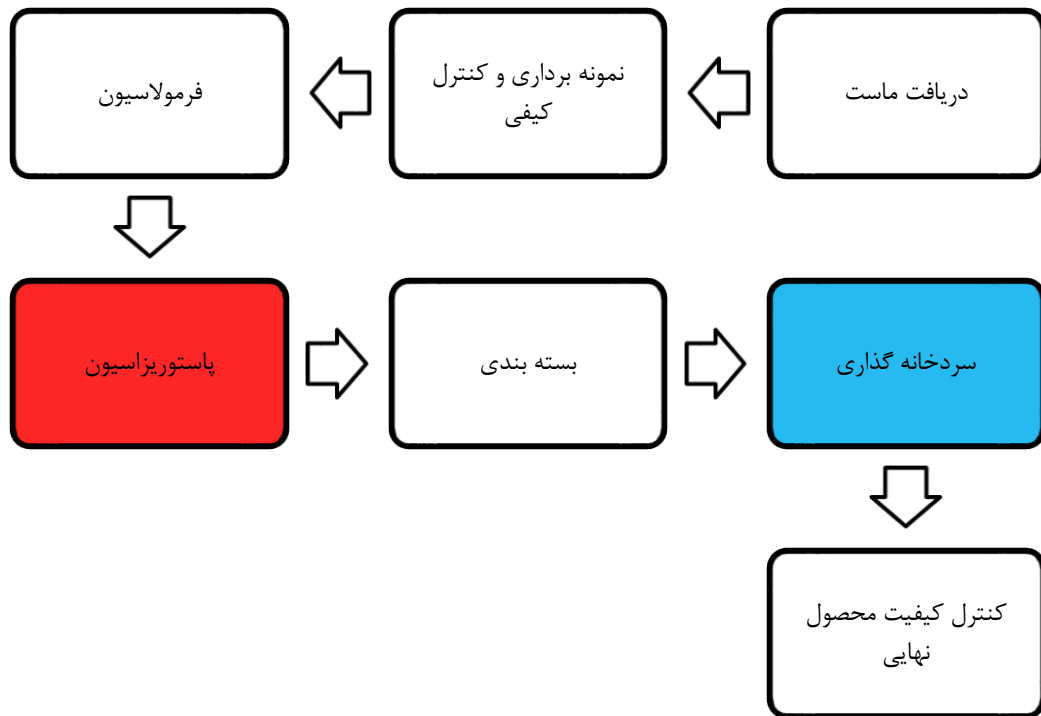 دریافت ماست
نمونه برداری و کنترل
کیفی
فرمولاسیون
پاستوریزاسیون
بسته بندی
سردخانه گذاری
کنترل کیفیت محصول
نهایی